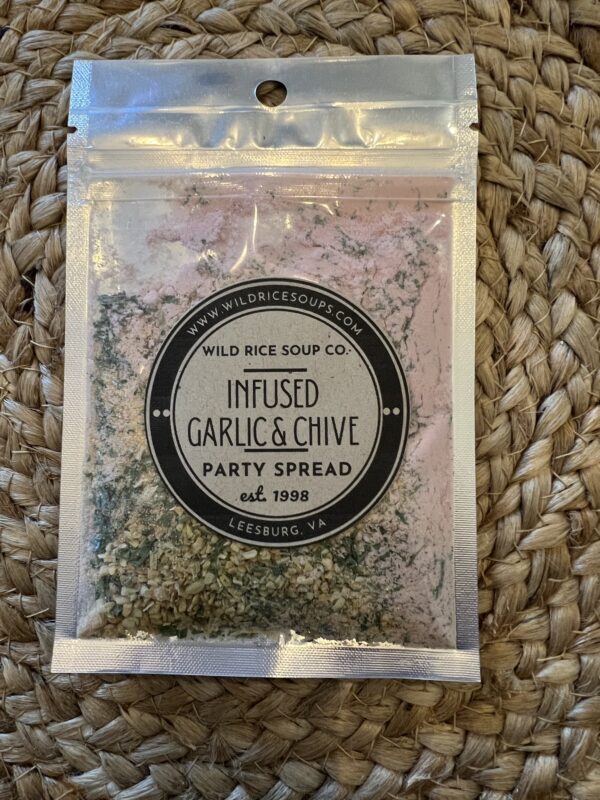 WWW.WILDRICESOUPS.COM
WILD RICE SOUP CO.
INFUSED
GARLIC & CHIVE
PARTY SPREAD
est. 1998
LEESBURG, VA